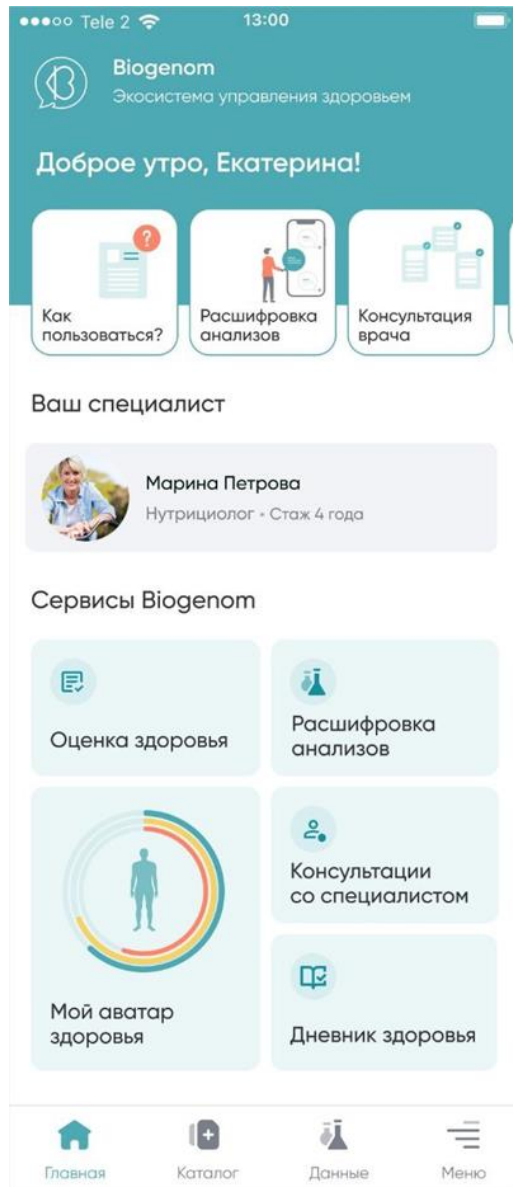 Tele 2
13:00
Biogenom
Экосистема управления здоровьем
Доброе утро, Екатерина!
?
Как
пользоваться?
Расшифровка
анализов
Консультация
врача
Ваш специалист
Марина Петрова
Нутрициолог • Стаж 4 года
Сервисы Biogenom
Оценка здоровья
Расшифровка
анализов
Мой аватар
здоровья
Консультации
со специалистом
Дневник здоровья
Главная
Каталог
Данные
Меню